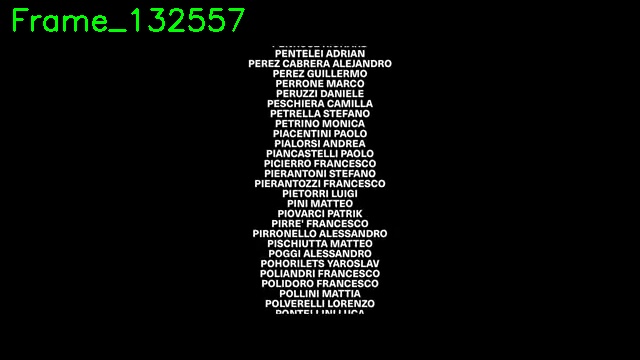 Frame_132557
PENTELEI ADRIAN
PEREZ CABRERA ALEJANDRO
PEREZ GUILLERMO
PERRONE MARCO
PERUZZI DANIELE
PESCHIERA CAMILLA
PETRELLA STEFANO
PETRINO MONICA
PIACENTINI PAOLO
PIALORSI ANDREA
PIANCASTELLI PAOLO
PICIERRO FRANCESCO
PIERANTONI STEFANO
PIERANTOZZI FRANCESCO
PIETORRI LUIGI
PINI MATTEO
PIOVARCI PATRIK
PIRRE' FRANCESCO
PIRRONELLO ALESSANDRO
PISCHIUTTA MATTEO
POGGI ALESSANDRO
POHORILETS YAROSLAV
POLIANDRI FRANCESCO
POLIDORO FRANCESCO
POLLINI MATTIA
POLVERELLI LORENZO
PONTELLINI LUCA